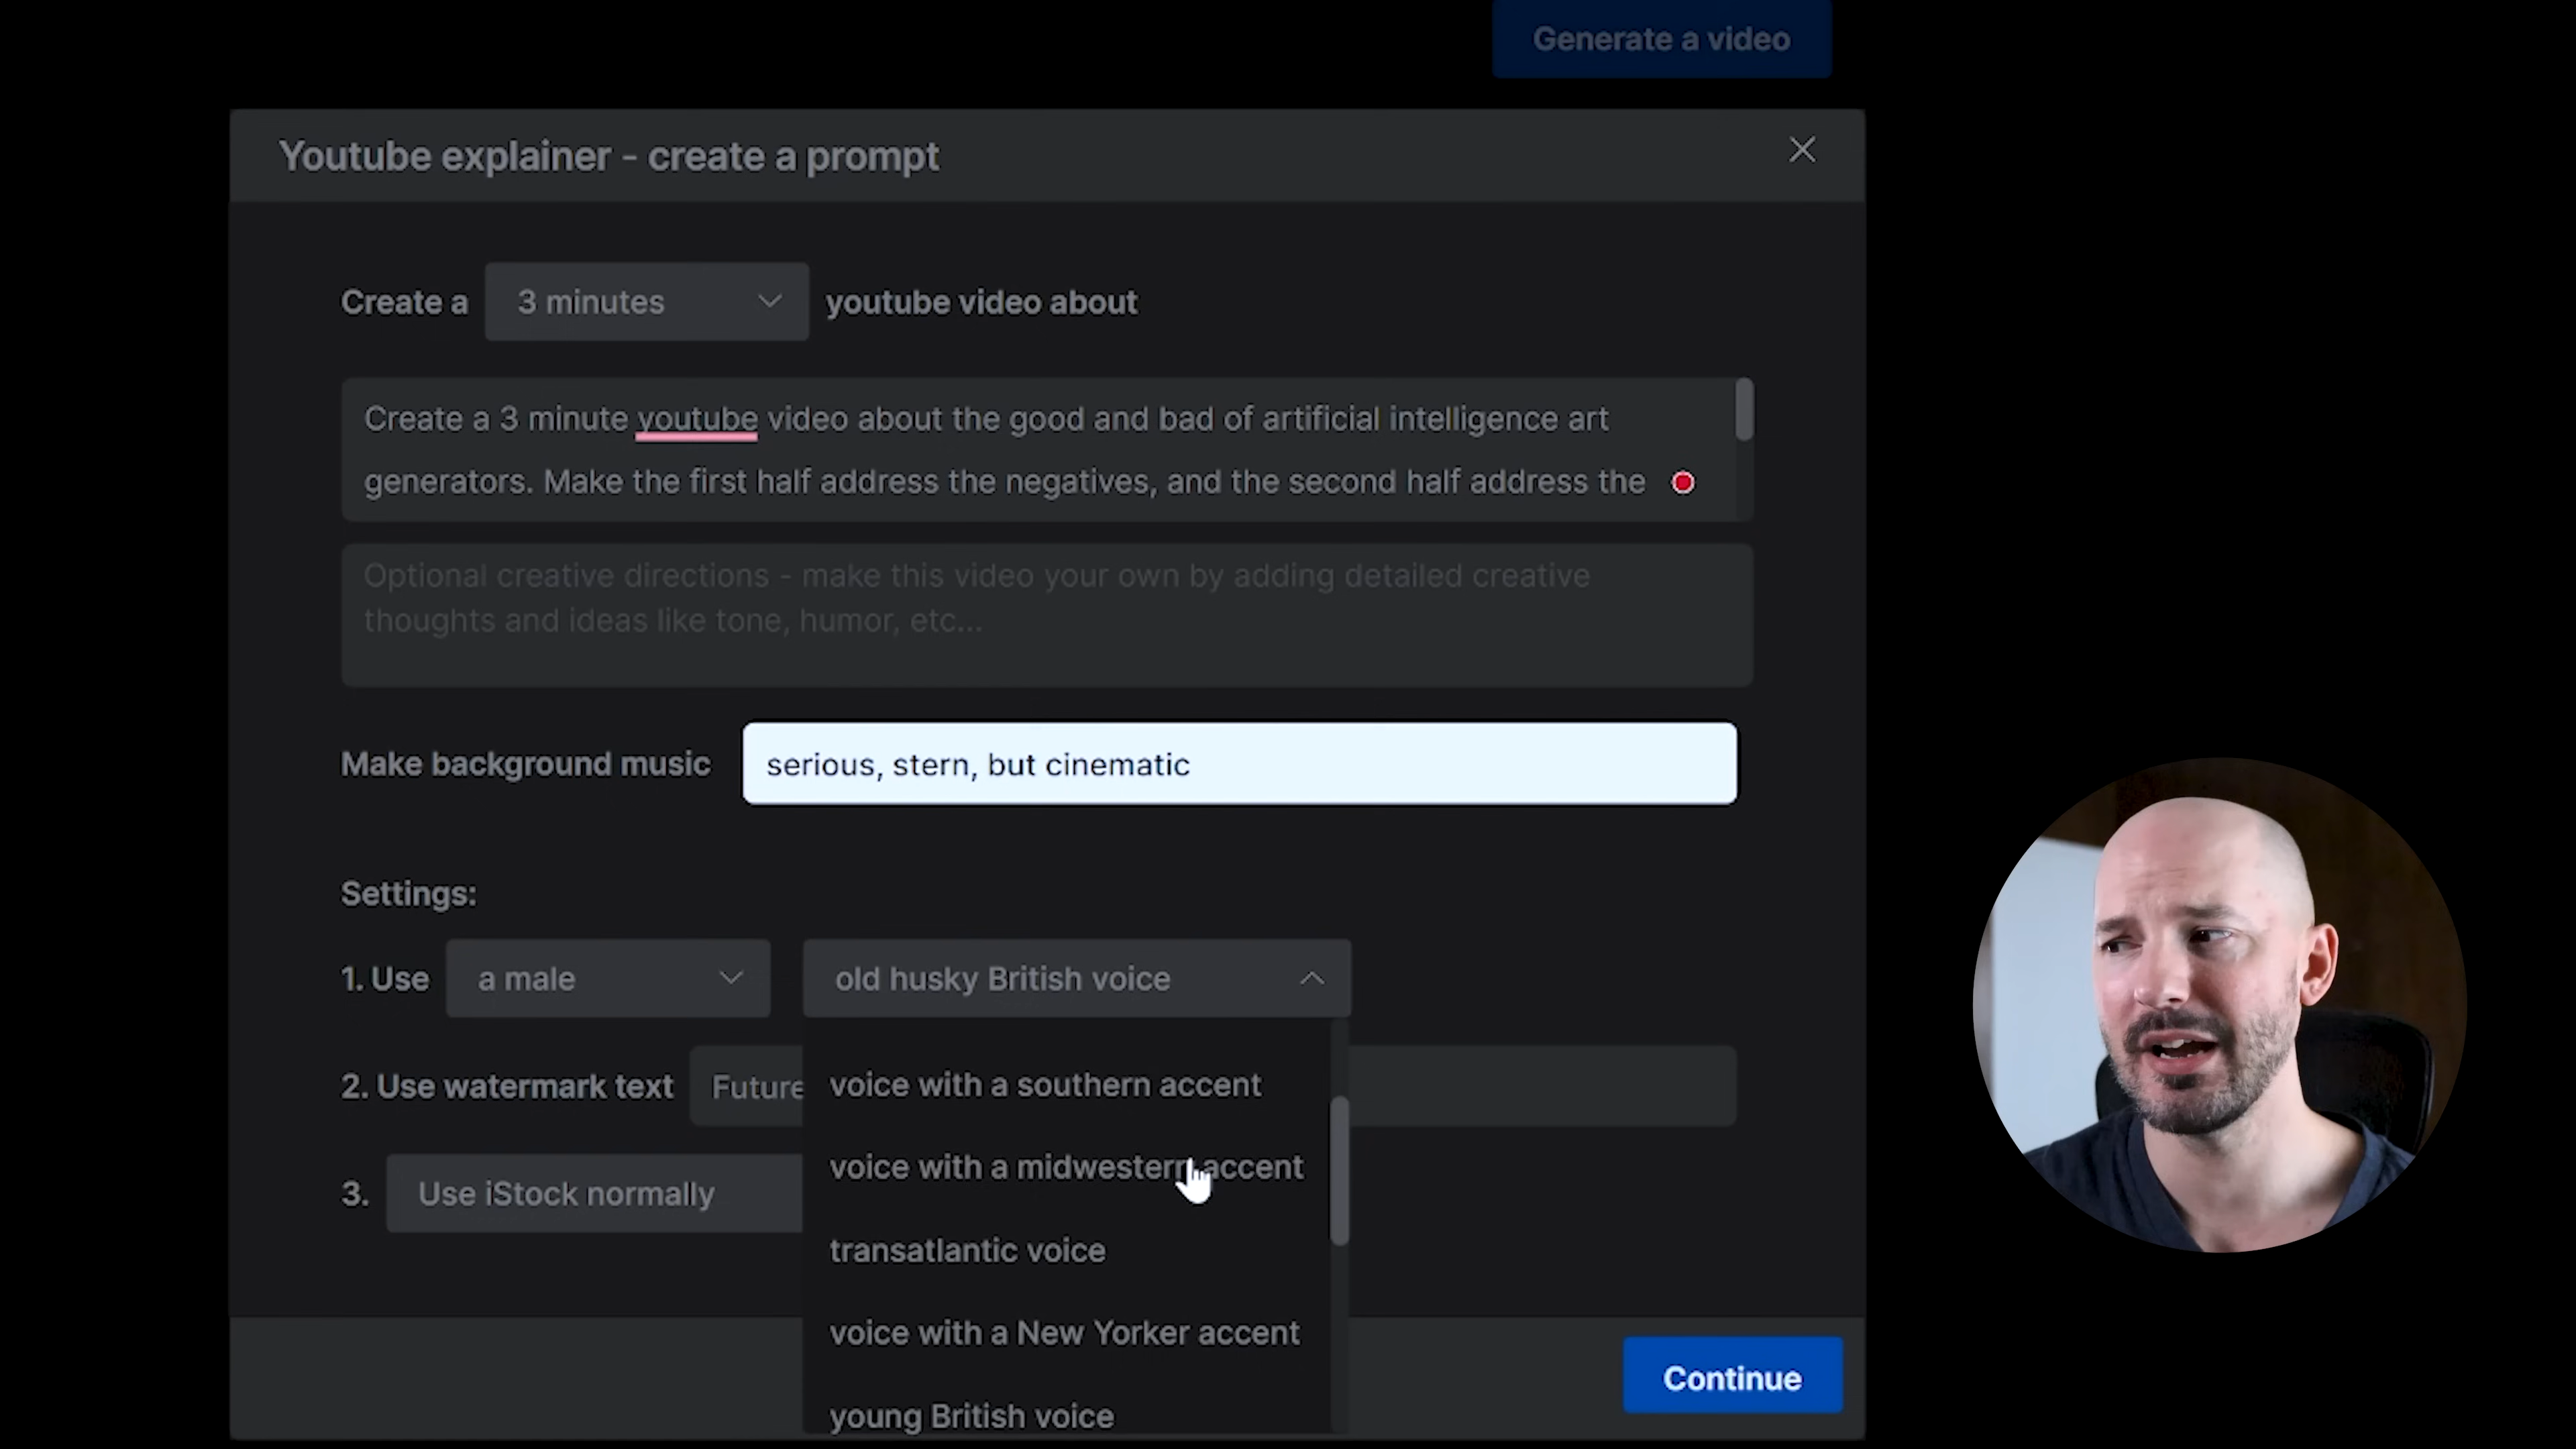 Generate a video
Youtube explainer - create a prompt
Create a 3 minutes youtube video about
Create a 3 minute youtube video about the good and bad of artificial intelligence art
generators. Make the first half address the negatives, and the second half address the
Optional creative directions - make this video your own by adding detailed creative
thoughts and ideas like tone, humor, etc...
Make background music serious, stern, but cinematic
Settings:
1. Use a male old husky British voice
voice with a southern accent
2. Use watermark text Future
voice with a midwestern accent
3. Use iStock normally
transatlantic voice
voice with a New Yorker accent
Continue
young British voice